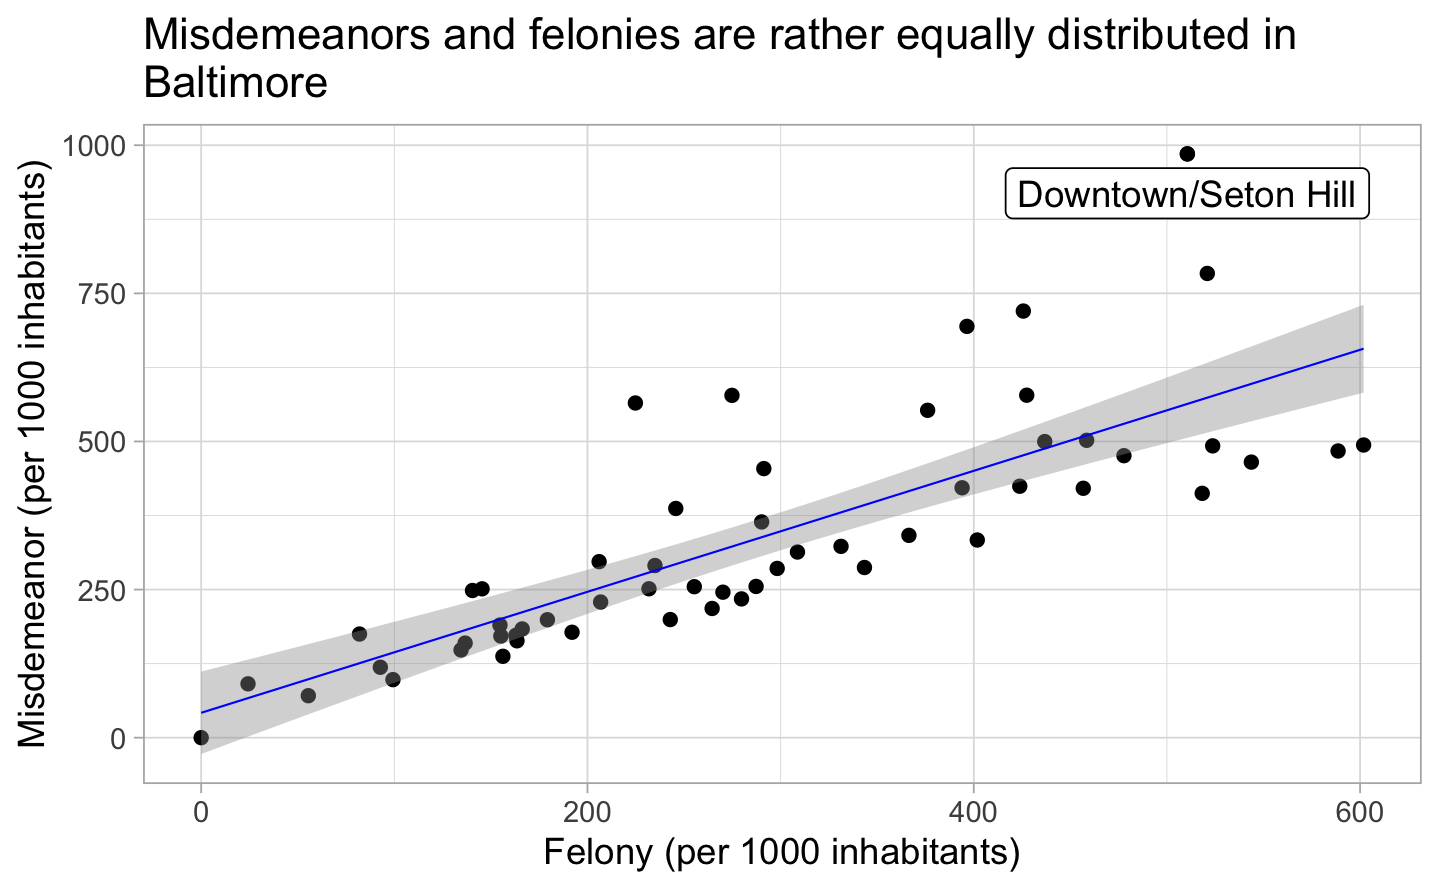 Misdemeanors and felonies are rather equally distributed in
Baltimore
Misdemeanor (per 1000 inhabitants)
1000
750
500
250
0
Downtown/Seton Hill
0 200 400 600
Felony (per 1000 inhabitants)